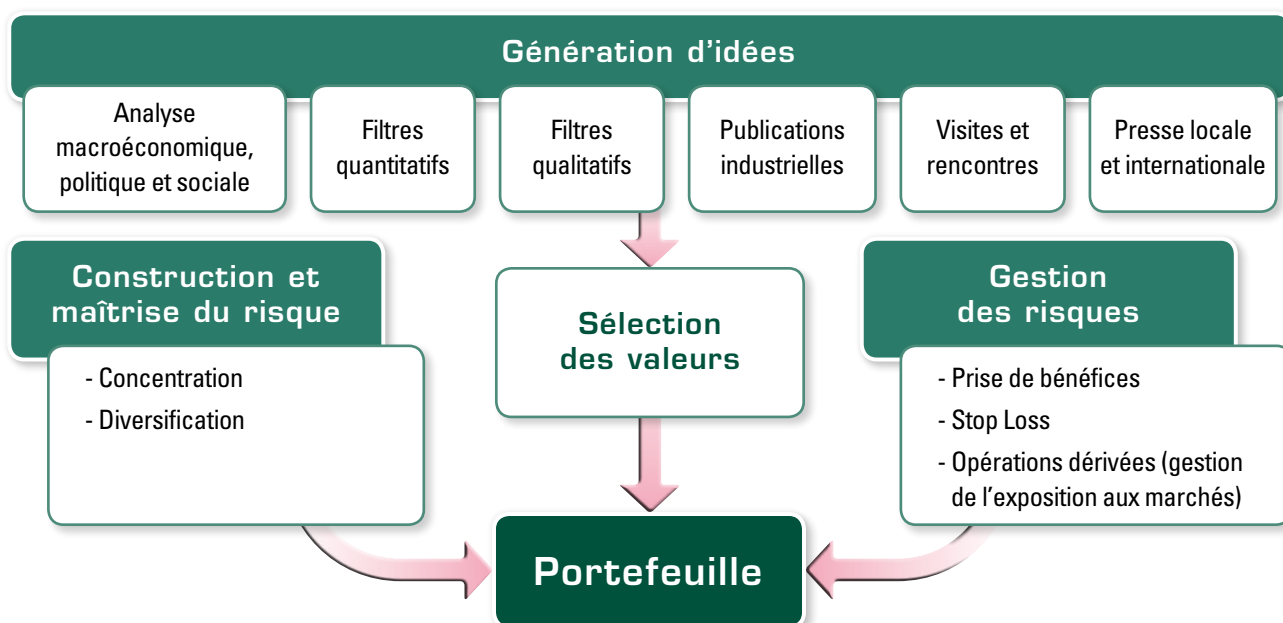 Génération d'idées
Analyse
macroéconomique,
politique et sociale
Filtres
quantitatifs
Filtres
qualitatifs
Publications
industrielles
Visites et
rencontres
Presse locale
et internationale
Construction et
maîtrise du risque
- Concentration
- Diversification
Sélection
des valeurs
Gestion
des risques
- Prise de bénéfices
- Stop Loss
- Opérations dérivées (gestion
de l’exposition aux marchés)
Portefeuille